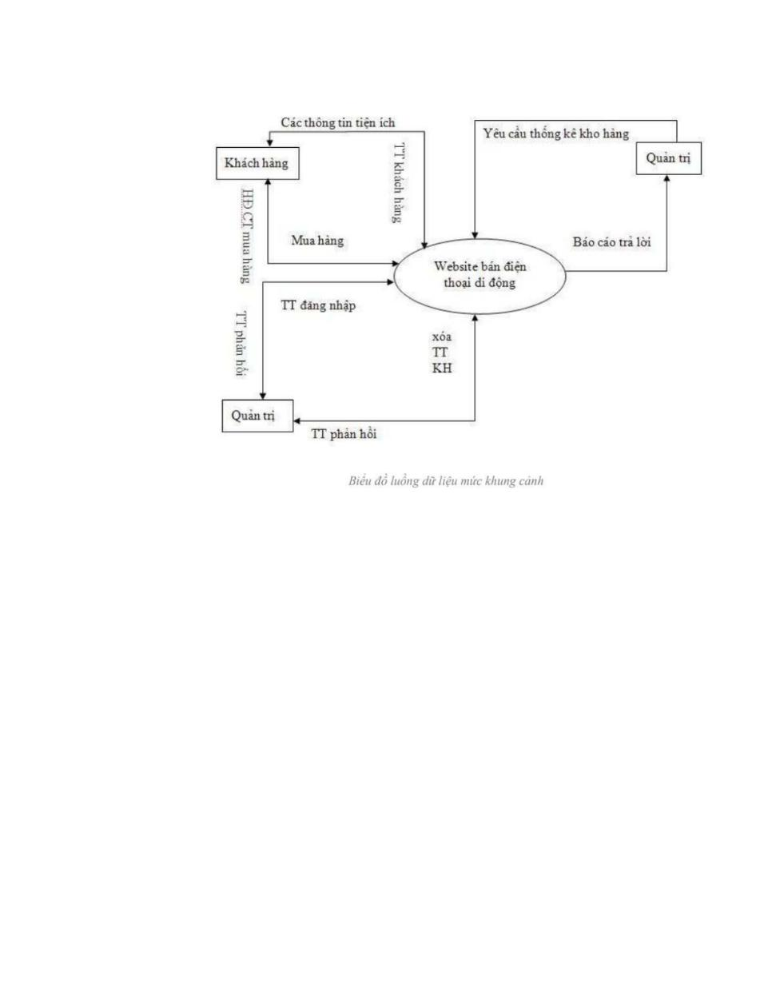 Các thông tin tiện ích
Yêu cầu thống kê kho hàng
Khách hàng
TT khách hàng
Quản trị
HĐ,CT mua hàng
Mua hàng
Báo cáo trả lời
Website bán điện
thoại di động
TT đăng nhập
TT phản hồi
xóa
TT
KH
Quản trị
TT phản hồi
Biểu đồ luồng dữ liệu mức khung cảnh